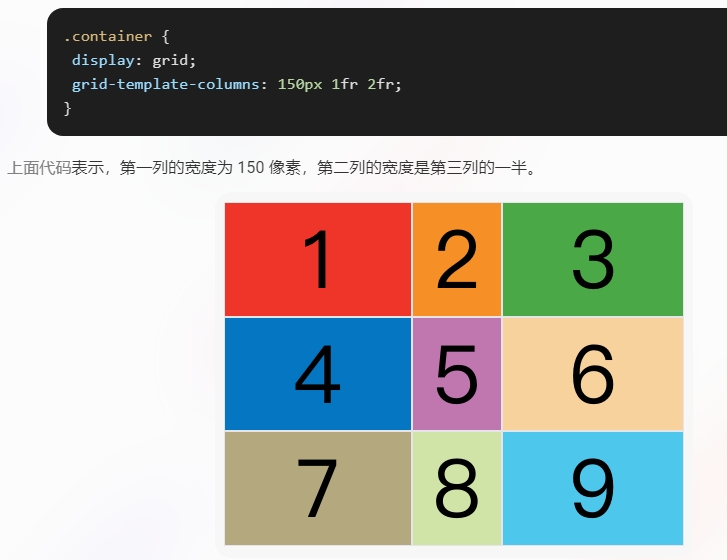 .container {
display: grid;
grid-template-columns: 150px 1fr 2fr;
}
上面代码表示，第一列的宽度为 150 像素，第二列的宽度是第三列的一半。
1 2 3
4 5 6
7 8 9